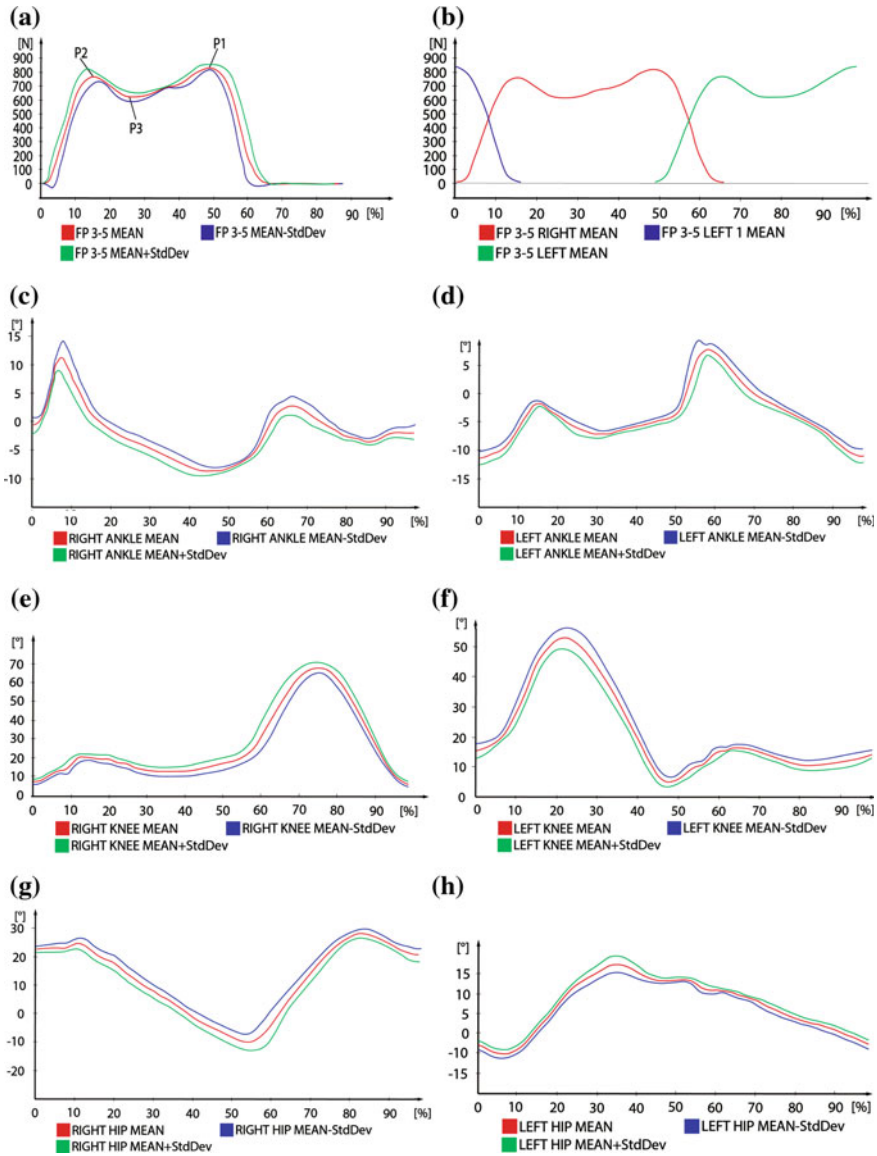 (a)
[N]
900
800
700
600
500
400
300
200
100
0
P2
P1
P3
0 10 20 30 40 50 60 70 80 90 [%]
FP 3-5 MEAN FP 3-5 MEAN-StdDev
FP 3-5 MEAN+StdDev
(b)
[N]
900
800
700
600
500
400
300
200
100
0
0 10 20 30 40 50 60 70 80 90 [%]
FP 3-5 RIGHT MEAN FP 3-5 LEFT 1 MEAN
FP 3-5 LEFT MEAN
(c)
[°]
15
10
5
0
-5
-10
0 10 20 30 40 50 60 70 80 90 [%]
RIGHT ANKLE MEAN RIGHT ANKLE MEAN-StdDev
RIGHT ANKLE MEAN+StdDev
(d)
[°]
5
0
-5
-10
-15
0 10 20 30 40 50 60 70 80 90 [%]
LEFT ANKLE MEAN LEFT ANKLE MEAN-StdDev
LEFT ANKLE MEAN+StdDev
(e)
[°]
70
60
50
40
30
20
10
0
0 10 20 30 40 50 60 70 80 90 [%]
RIGHT KNEE MEAN RIGHT KNEE MEAN-StdDev
RIGHT KNEE MEAN+StdDev
(f)
[°]
50
40
30
20
10
0
0 10 20 30 40 50 60 70 80 90 [%]
LEFT KNEE MEAN LEFT KNEE MEAN-StdDev
LEFT KNEE MEAN+StdDev
(g)
[°]
30
20
10
0
-10
-20
0 10 20 30 40 50 60 70 80 90 [%]
RIGHT HIP MEAN RIGHT HIP MEAN-StdDev
RIGHT HIP MEAN+StdDev
(h)
[°]
15
10
5
0
-10
-15
0 10 20 30 40 50 60 70 80 90 [%]
LEFT HIP MEAN LEFT HIP MEAN-StdDev
LEFT HIP MEAN+StdDev